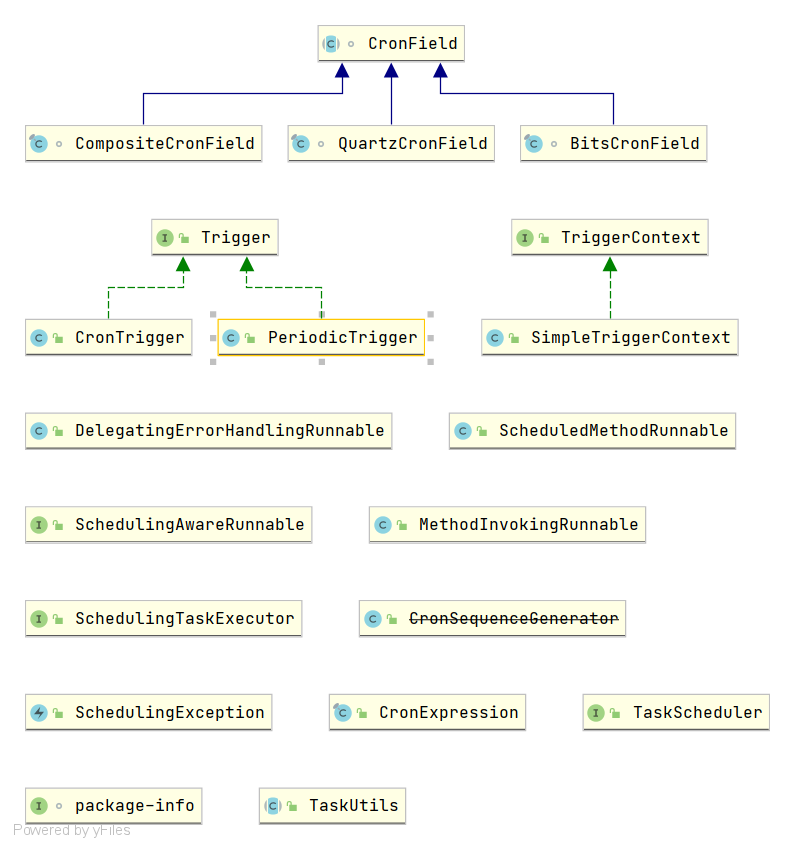 CronField
CompositeCronField
QuartzCronField
BitsCronField
Trigger
TriggerContext
CronTrigger
PeriodicTrigger
SimpleTriggerContext
DelegatingErrorHandlingRunnable
ScheduledMethodRunnable
SchedulingAwareRunnable
MethodInvokingRunnable
SchedulingTaskExecutor
CronSequenceGenerator
SchedulingException
CronExpression
TaskScheduler
package-info
TaskUtils
Powered by yFiles